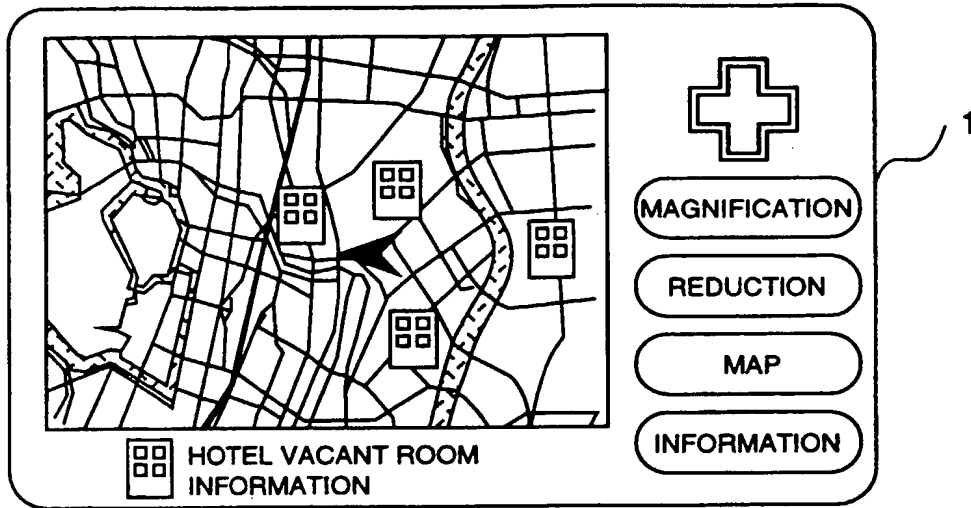 MAGNIFICATION
REDUCTION
MAP
INFORMATION
HOTEL VACANT ROOM
INFORMATION
1